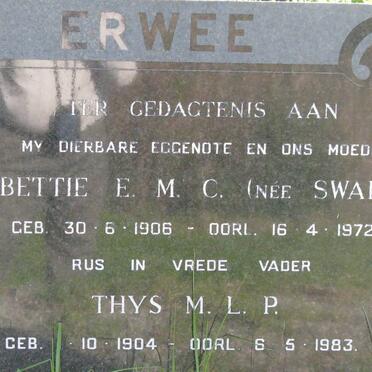 ERWEE
TER GEDAGTENIS AAN
MY DIERBARE EGGENOTE EN ONS MOED
BETTIE E. M. C. (NÉE SWA
GEB. 30-6-1906 - OORL. 16-4-1972
RUS IN VREDE VADER
THYS M. L. P.
GEB. -10-1904 - OORL. 6-5-1983.